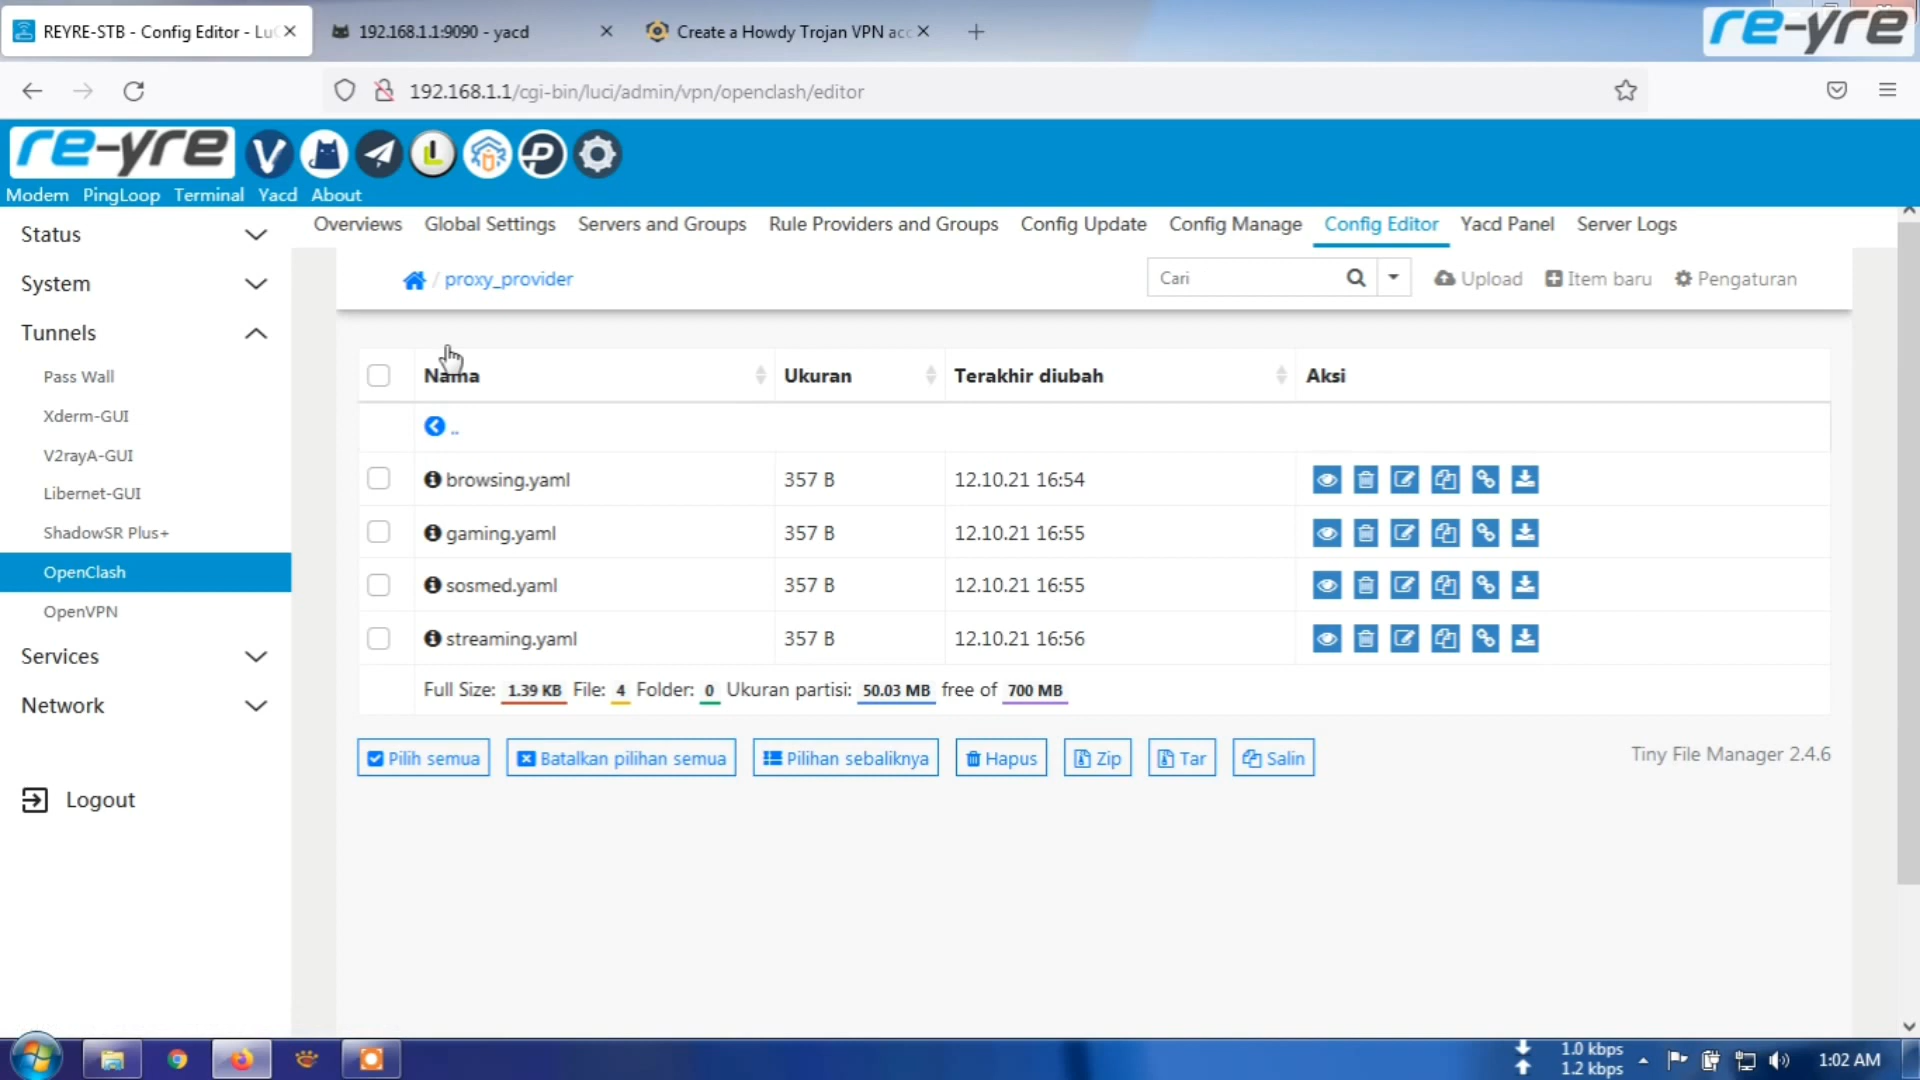 REYRE-STB - Config Editor - Lu
192.168.1.1:9090 - yacd
Create a Howdy Trojan VPN acc
re-yre
192.168.1.1/cgi-bin/luci/admin/vpn/openclash/editor
re-yre
Modem PingLoop Terminal Yacd About
Overviews Global Settings Servers and Groups Rule Providers and Groups Config Update Config Manage Config Editor Yacd Panel Server Logs
Status
System
Tunnels
Pass Wall
Xderm-GUI
V2rayA-GUI
Libernet-GUI
ShadowSR Plus+
OpenClash
OpenVPN
Services
Network
Logout
/ proxy_provider
Cari
Upload
Item baru
Pengaturan
Nama Ukuran Terakhir diubah Aksi
..
browsing.yaml 357 B 12.10.21 16:54
gaming.yaml 357 B 12.10.21 16:55
sosmed.yaml 357 B 12.10.21 16:55
streaming.yaml 357 B 12.10.21 16:56
Full Size: 1.39 KB File: 4 Folder: 0 Ukuran partisi: 50.03 MB free of 700 MB
Pilih semua Batalkan pilihan semua Pilihan sebaliknya Hapus Zip Tar Salin
Tiny File Manager 2.4.6
1.0 kbps
1.2 kbps
1:02 AM